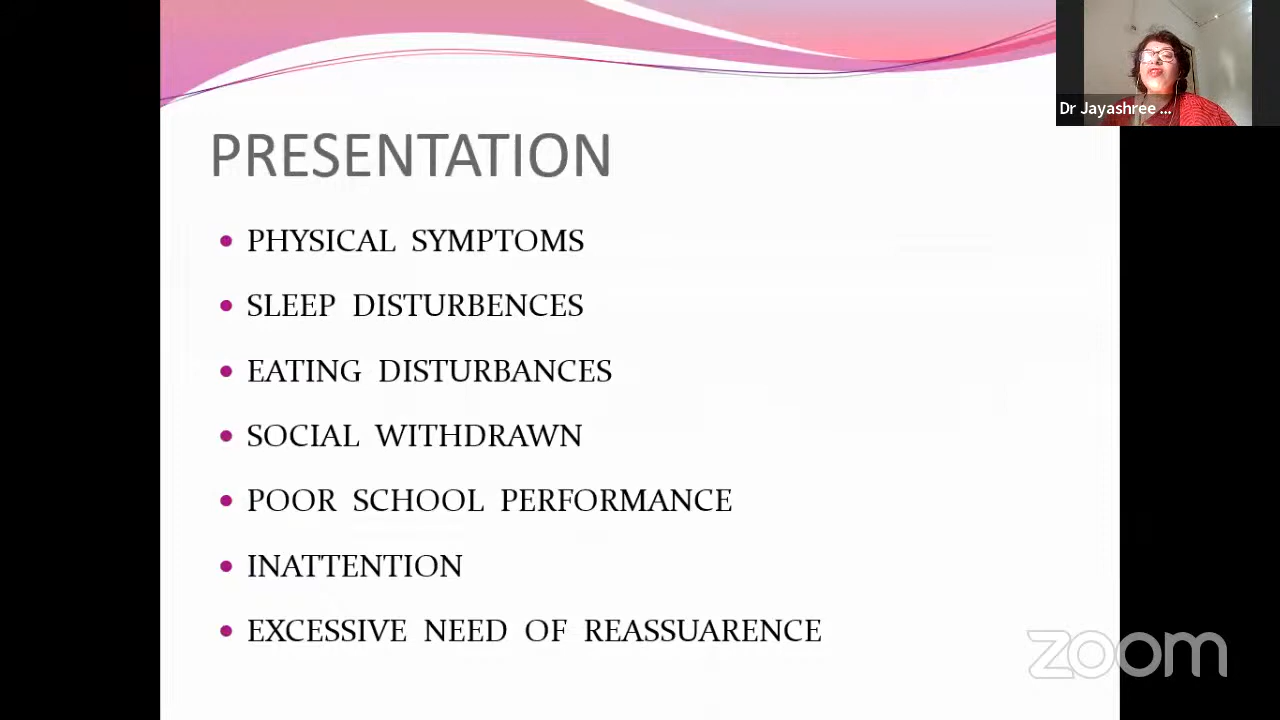 Dr Jayashree ...
PRESENTATION
• PHYSICAL SYMPTOMS
• SLEEP DISTURBENCES
• EATING DISTURBANCES
• SOCIAL WITHDRAWN
• POOR SCHOOL PERFORMANCE
• INATTENTION
• EXCESSIVE NEED OF REASSUARENCE
zoom